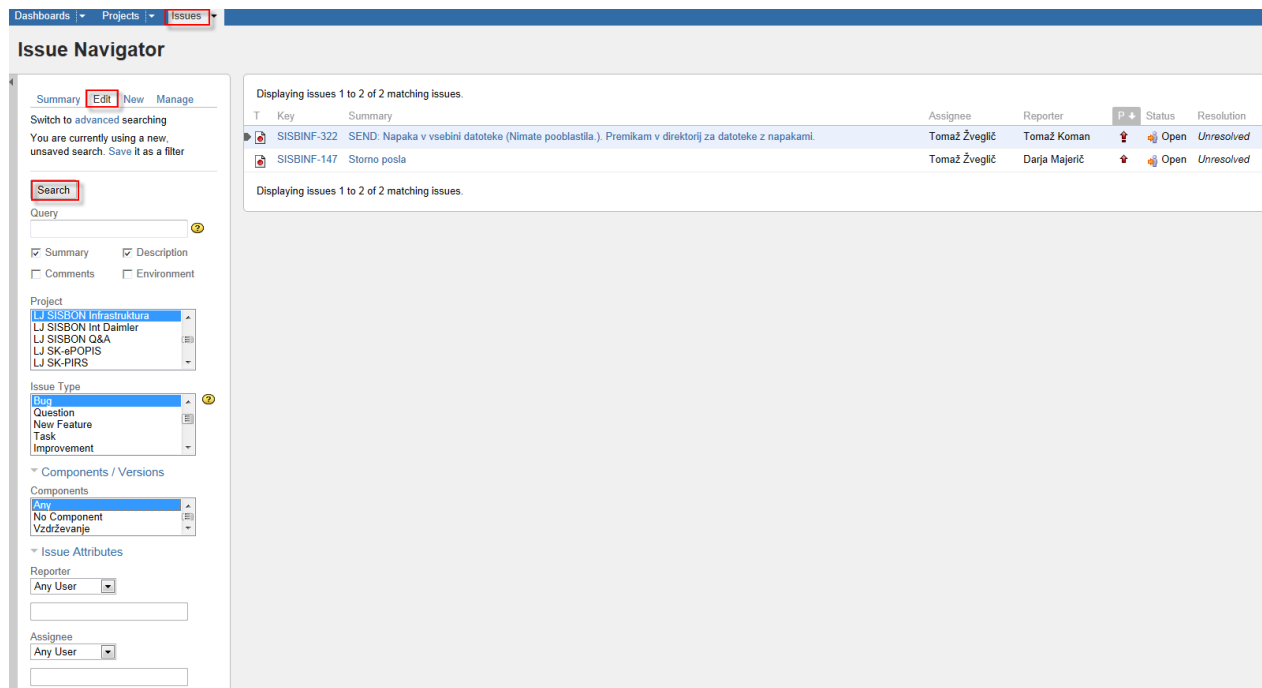 Dashboards Projects Issues
Issue Navigator
Summary Edit New Manage
Switch to advanced searching
You are currently using a new,
unsaved search. Save it as a filter
Search
Query
Summary Description
Comments Environment
Project
LJ SISBON Infrastruktura
LJ SISBON Int Daimler
LJ SISBON Q&A
LJ SK-ePOPIS
LJ SK-PIRS
Issue Type
Bug
Question
New Feature
Task
Improvement
Components / Versions
Components
Any
No Component
Vzdrževanje
Issue Attributes
Reporter
Any User
Assignee
Any User
Displaying issues 1 to 2 of 2 matching issues.
T Key Summary Assignee Reporter P Status Resolution
SISBINF-322 SEND: Napaka v vsebini datoteke (Nimate pooblastila.). Premikam v direktorij za datoteke z napakami. Tomaž Žveglič Tomaž Koman Open Unresolved
SISBINF-147 Storno posla Tomaž Žveglič Darja Majerič Open Unresolved
Displaying issues 1 to 2 of 2 matching issues.